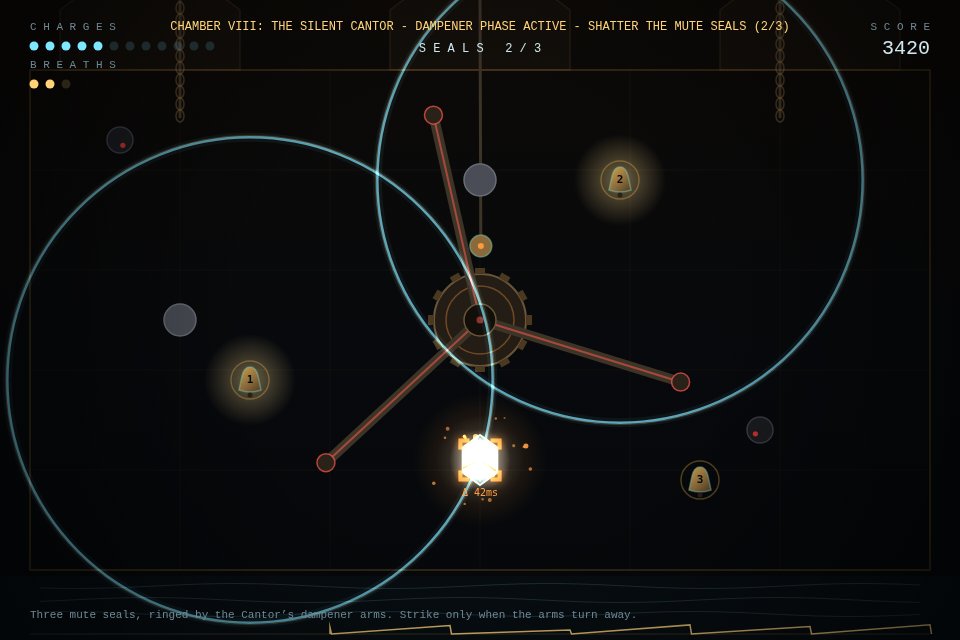 CHARGES
CHAMBER VIII: THE SILENT CANTOR - DAMPENER PHASE ACTIVE - SHATTER THE MUTE SEALS (2/3)
SCORE
SEALS 2/3
3420
BREATHS
2
1
3
42ms
Three mute seals, ringed by the Cantor's dampener arms. Strike only when the arms turn away.